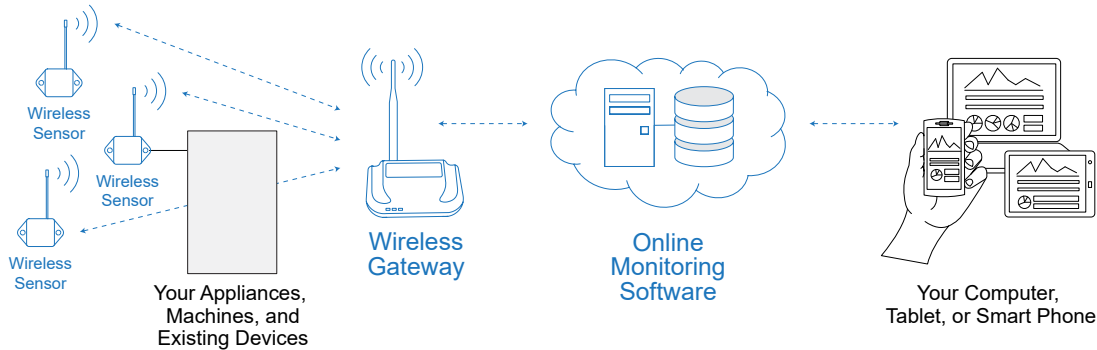 Wireless
Sensor
Wireless
Sensor
Wireless
Sensor
Your Appliances,
Machines, and
Existing Devices
Wireless
Gateway
Online
Monitoring
Software
Your Computer,
Tablet, or Smart Phone